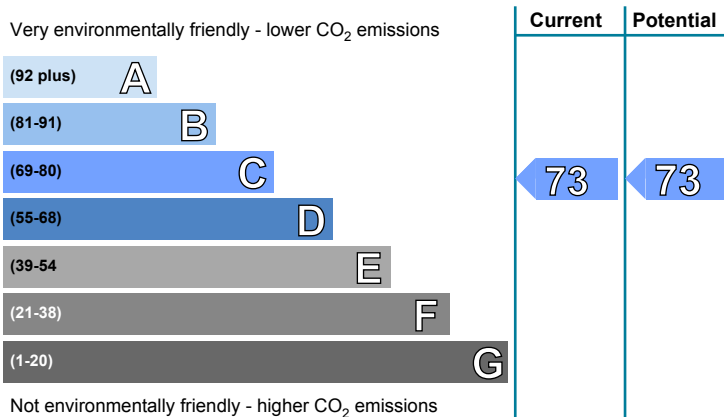 Very environmentally friendly - lower CO₂ emissions
Current
Potential
(92 plus) A
(81-91) B
(69-80) C
73
73
(55-68) D
(39-54 E
(21-38) F
(1-20) G
Not environmentally friendly - higher CO₂ emissions